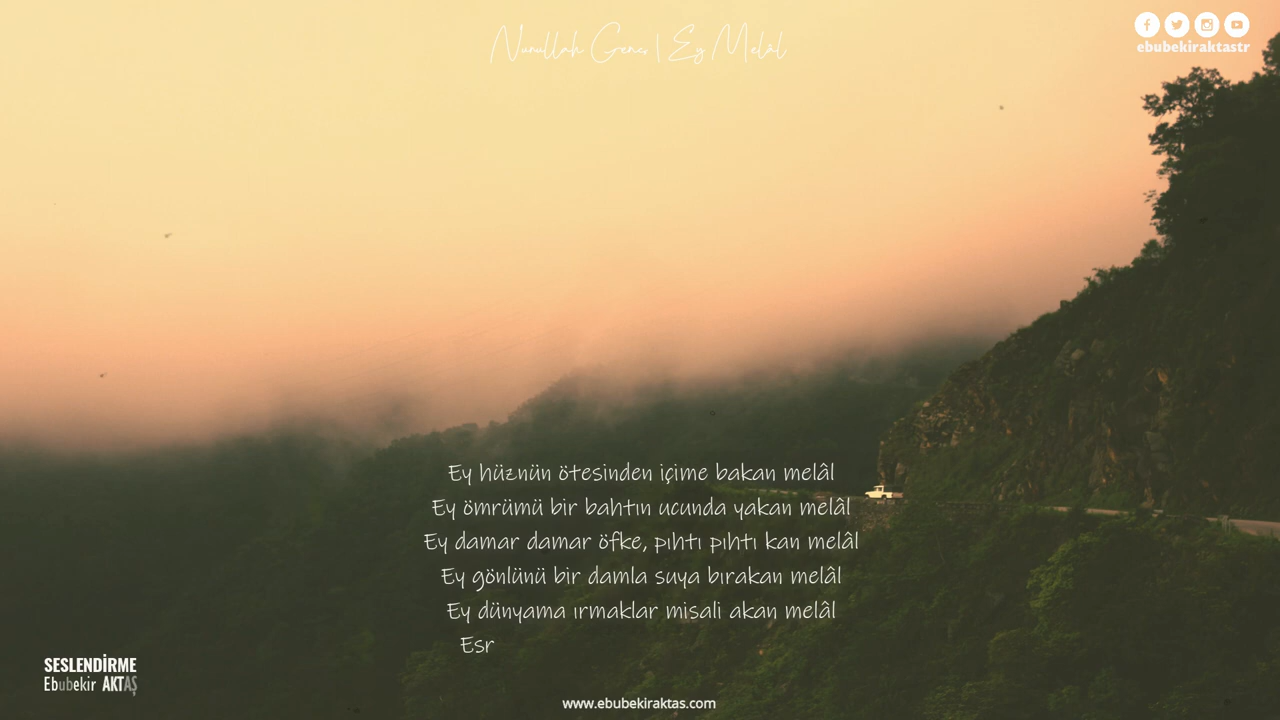 Nurullah Genç | Ey Melâl
ebubekiraktastr
Ey hüznün ötesinden içime bakan melâl
Ey ömrümü bir bahtın ucunda yakan melâl
Ey damar damar öfke, pıhtı pıhtı kan melâl
Ey gönlünü bir damla suya bırakan melâl
Ey dünyama ırmaklar misali akan melâl
Esr
SESLENDİRME
Ebubekir AKTAŞ
www.ebubekiraktas.com